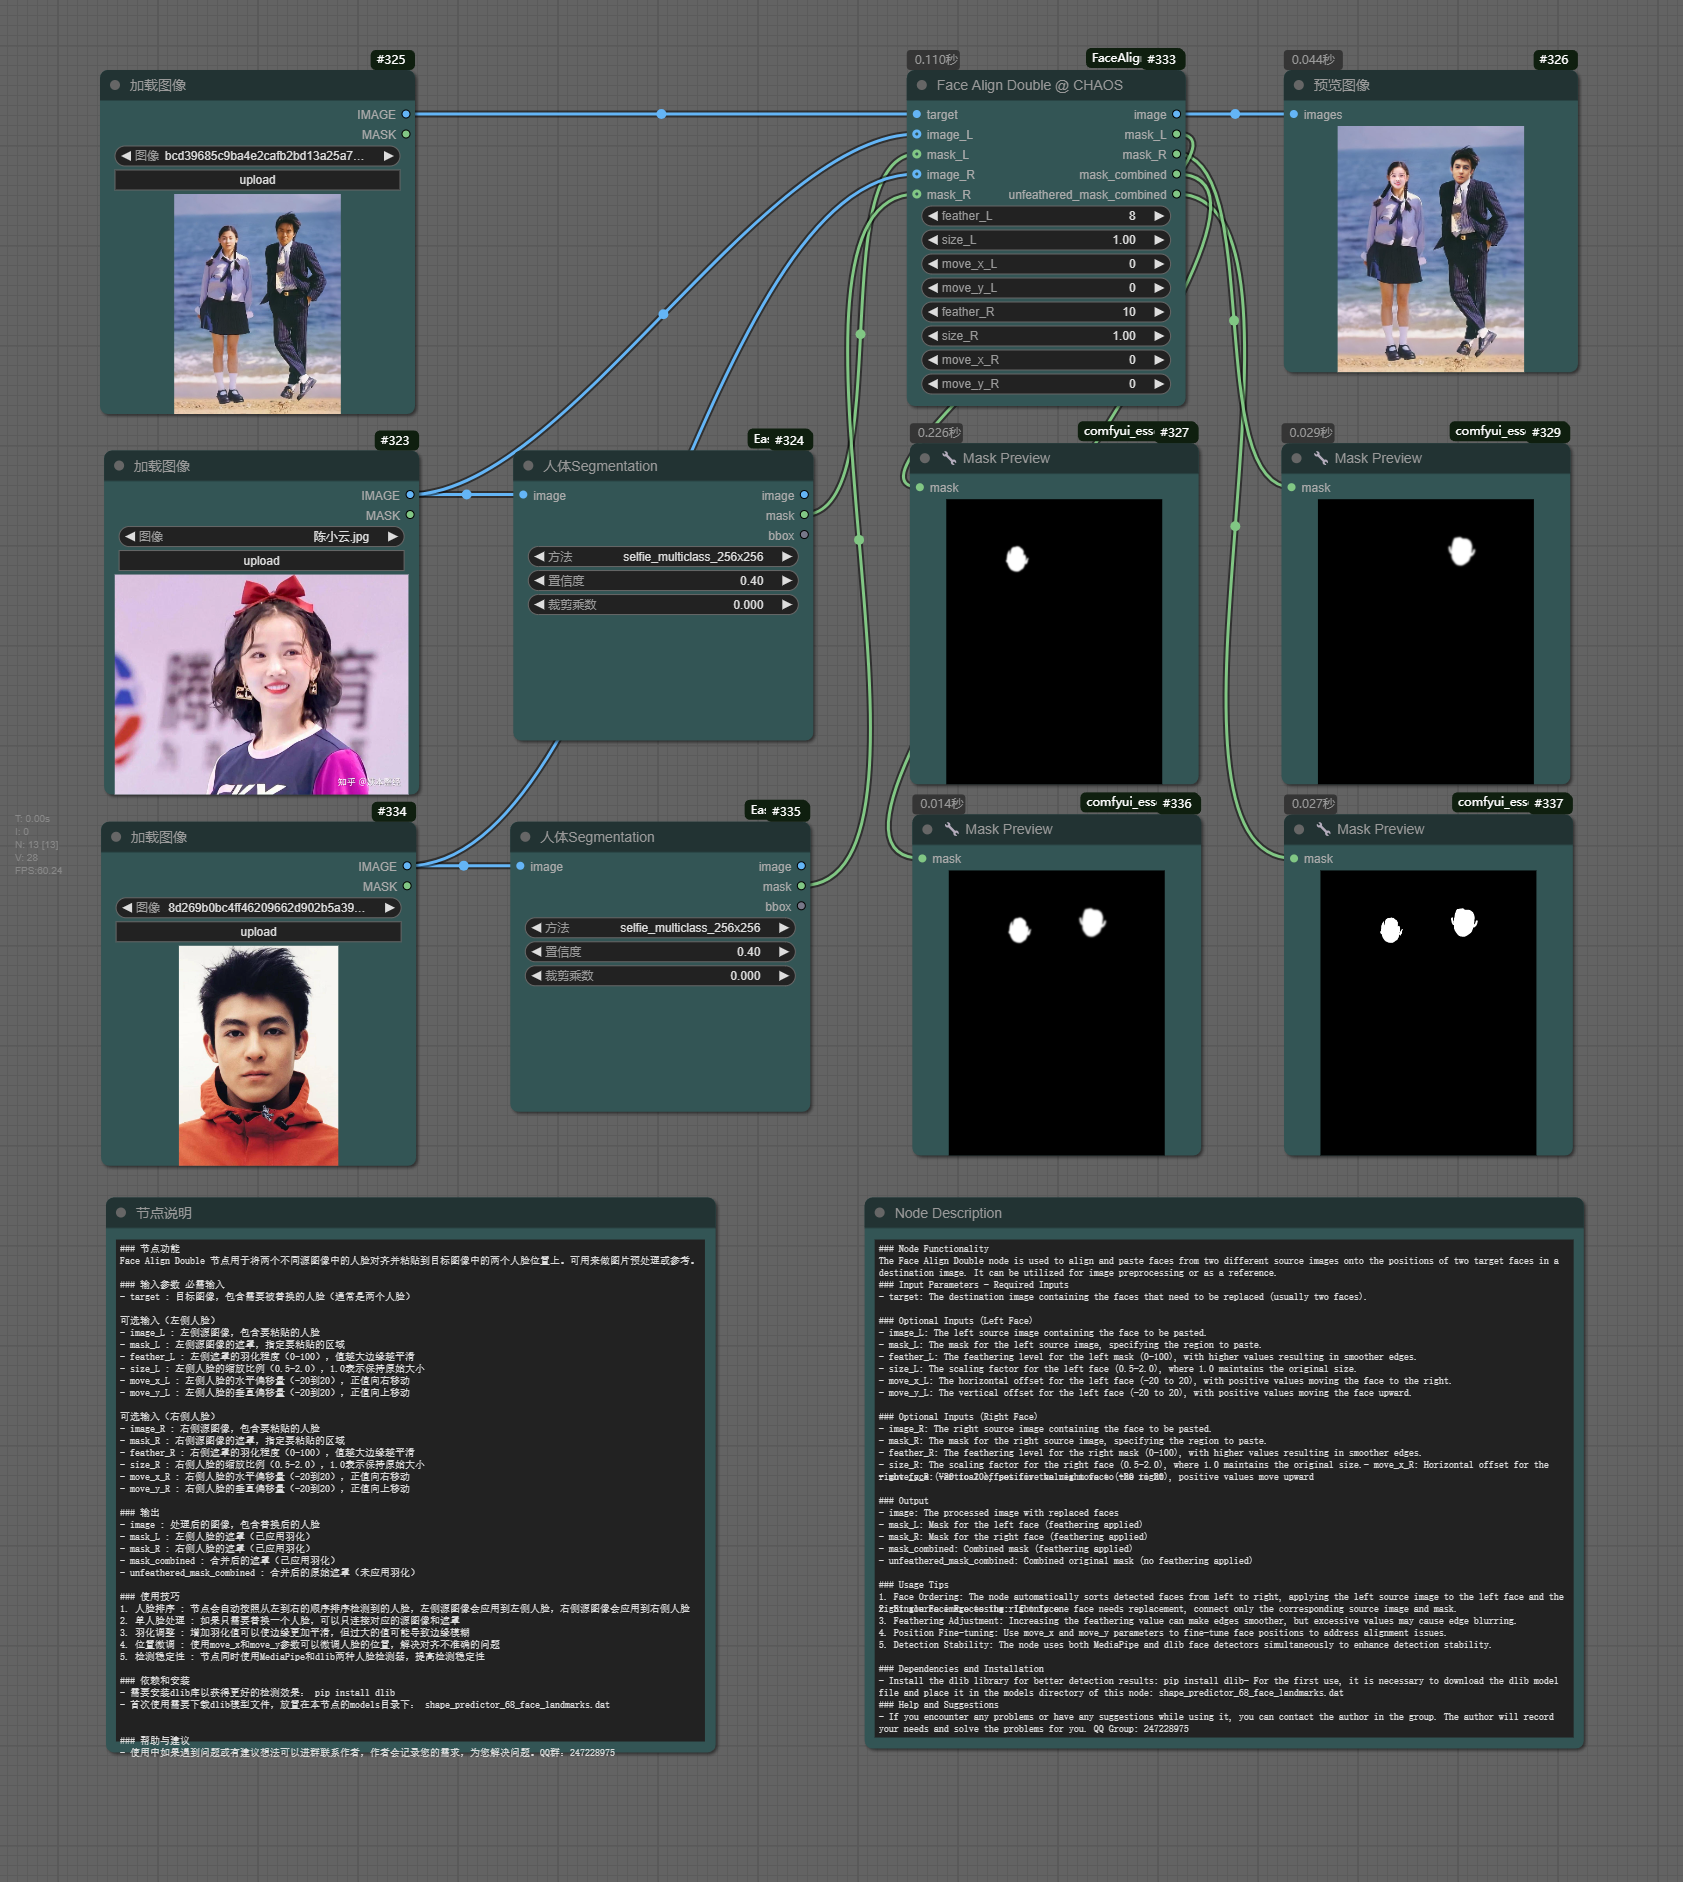 #325
加载图像
IMAGE
MASK
图像 bcd39685c9ba4e2cafb2bd13a25a7...
upload
0.110秒
FaceAlig #333
Face Align Double @ CHAOS
target
image_L
mask_L
image_R
mask_R
image
mask_L
mask_R
mask_combined
unfeathered_mask_combined
feather_L 8
size_L 1.00
move_x_L 0
move_y_L 0
feather_R 10
size_R 1.00
move_x_R 0
move_y_R 0
0.044秒
#326
预览图像
images
#323
加载图像
IMAGE
MASK
图像 陈小云.jpg
upload
知乎
Eas #324
人体Segmentation
image
image
mask
bbox
方法 selfie_multiclass_256x256
置信度 0.40
裁剪乘数 0.000
0.226秒
comfyui_ess #327
Mask Preview
mask
0.029秒
comfyui_ess #329
Mask Preview
mask
T: 0.00s
I: 0
N: 13 [13]
V: 28
FPS:60.24
#334
加载图像
IMAGE
MASK
图像 8d269b0bc4ff46209662d902b5a39...
upload
Eas #335
人体Segmentation
image
image
mask
bbox
方法 selfie_multiclass_256x256
置信度 0.40
裁剪乘数 0.000
0.014秒
comfyui_ess #336
Mask Preview
mask
0.027秒
comfyui_ess #337
Mask Preview
mask
节点说明
### 节点功能
Face Align Double 节点用于将两个不同源图像中的人脸对齐并粘贴到目标图像中的两个人脸位置上。可用来做图片预处理或参考。
### 输入参数 必需输入
- target : 目标图像，包含需要被替换的人脸（通常是两个人脸）
可选输入（左侧人脸）
- image_L : 左侧源图像，包含要粘贴的人脸
- mask_L : 左侧源图像的遮罩，指定要粘贴的区域
- feather_L : 左侧遮罩的羽化程度（0-100），值越大边缘越平滑
- size_L : 左侧人脸的缩放比例（0.5-2.0），1.0表示保持原始大小
- move_x_L : 左侧人脸的水平偏移量（-20到20），正值向右移动
- move_y_L : 左侧人脸的垂直偏移量（-20到20），正值向上移动
可选输入（右侧人脸）
- image_R : 右侧源图像，包含要粘贴的人脸
- mask_R : 右侧源图像的遮罩，指定要粘贴的区域
- feather_R : 右侧遮罩的羽化程度（0-100），值越大边缘越平滑
- size_R : 右侧人脸的缩放比例（0.5-2.0），1.0表示保持原始大小
- move_x_R : 右侧人脸的水平偏移量（-20到20），正值向右移动
- move_y_R : 右侧人脸的垂直偏移量（-20到20），正值向上移动
### 输出
- image : 处理后的图像，包含替换后的人脸
- mask_L : 左侧人脸的遮罩（已应用羽化）
- mask_R : 右侧人脸的遮罩（已应用羽化）
- mask_combined : 合并后的遮罩（已应用羽化）
- unfeathered_mask_combined : 合并后的原始遮罩（未应用羽化）
### 使用技巧
1. 人脸排序 : 节点会自动按照从左到右的顺序排序检测到的人脸，左侧源图像会应用到左侧人脸，右侧源图像会应用到右侧人脸
2. 单人脸处理 : 如果只需要替换一个人脸，可以只连接对应的源图像和遮罩
3. 羽化调整 : 增加羽化值可以使边缘更加平滑，但过大的值可能导致边缘模糊
4. 位置微调 : 使用move_x和move_y参数可以微调人脸的位置，解决对齐不准确的问题
5. 检测稳定性 : 节点同时使用MediaPipe和dlib两种人脸检测器，提高检测稳定性
### 依赖和安装
- 需要安装dlib库以获得更好的检测效果： pip install dlib
- 首次使用需要下载dlib模型文件，放置在本节点的models目录下： shape_predictor_68_face_landmarks.dat
### 帮助与建议
- 使用中如果遇到问题或有建议想法可以进群联系作者，作者会记录您的需求，为您解决问题。QQ群：247228975
Node Description
### Node Functionality
The Face Align Double node is used to align and paste faces from two different source images onto the positions of two target faces in a
destination image. It can be utilized for image preprocessing or as a reference.
### Input Parameters - Required Inputs
- target: The destination image containing the faces that need to be replaced (usually two faces).
### Optional Inputs (Left Face)
- image_L: The left source image containing the face to be pasted.
- mask_L: The mask for the left source image, specifying the region to paste.
- feather_L: The feathering level for the left mask (0-100), with higher values resulting in smoother edges.
- size_L: The scaling factor for the left face (0.5-2.0), where 1.0 maintains the original size.
- move_x_L: The horizontal offset for the left face (-20 to 20), with positive values moving the face to the right.
- move_y_L: The vertical offset for the left face (-20 to 20), with positive values moving the face upward.
### Optional Inputs (Right Face)
- image_R: The right source image containing the face to be pasted.
- mask_R: The mask for the right source image, specifying the region to paste.
- feather_R: The feathering level for the right mask (0-100), with higher values resulting in smoother edges.
- size_R: The scaling factor for the right face (0.5-2.0), where 1.0 maintains the original size.- move_x_R: Horizontal offset for the
positive values move upward
### Output
- image: The processed image with replaced faces
- mask_L: Mask for the left face (feathering applied)
- mask_R: Mask for the right face (feathering applied)
- mask_combined: Combined mask (feathering applied)
- unfeathered_mask_combined: Combined original mask (no feathering applied)
### Usage Tips
1. Face Ordering: The node automatically sorts detected faces from left to right, applying the left source image to the left face and the
face needs replacement, connect only the corresponding source image and mask.
3. Feathering Adjustment: Increasing the feathering value can make edges smoother, but excessive values may cause edge blurring.
4. Position Fine-tuning: Use move_x and move_y parameters to fine-tune face positions to address alignment issues.
5. Detection Stability: The node uses both MediaPipe and dlib face detectors simultaneously to enhance detection stability.
### Dependencies and Installation
- Install the dlib library for better detection results: pip install dlib- For the first use, it is necessary to download the dlib model
file and place it in the models directory of this node: shape_predictor_68_face_landmarks.dat
### Help and Suggestions
- If you encounter any problems or have any suggestions while using it, you can contact the author in the group. The author will record
your needs and solve the problems for you. QQ Group: 247228975